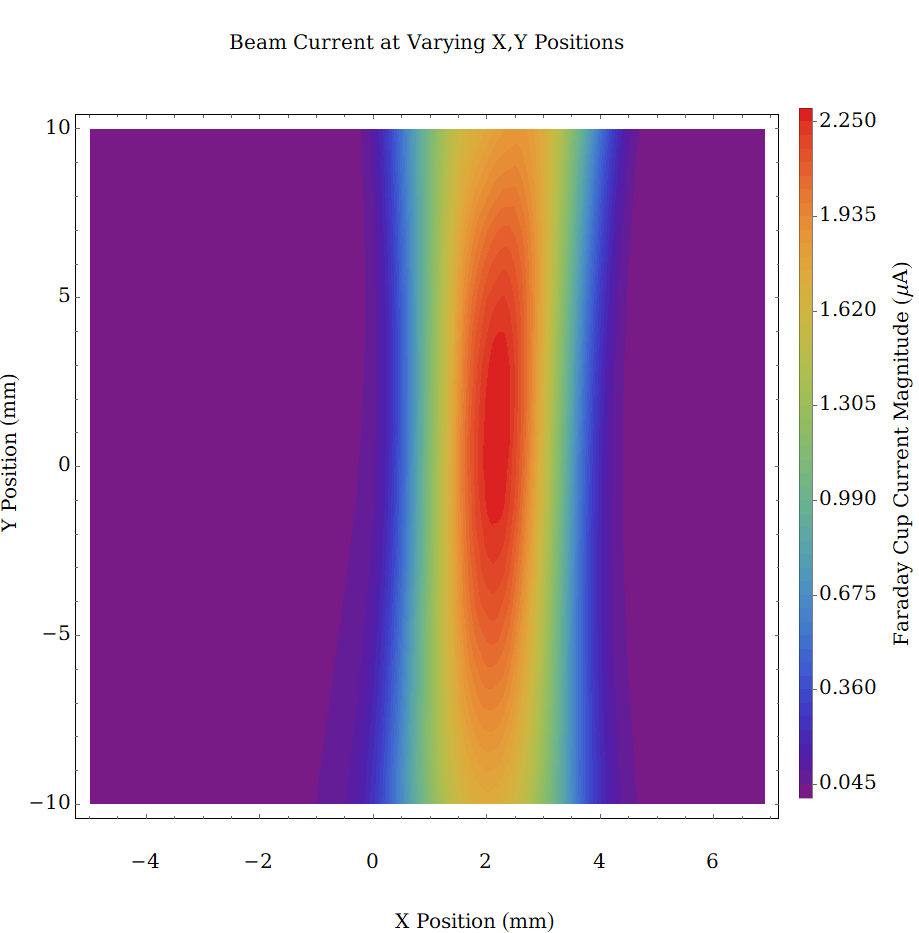 Beam Current at Varying X,Y Positions
10
5
0
−5
−10
Y Position (mm)
−4 −2 0 2 4 6
X Position (mm)
2.250
1.935
1.620
1.305
0.990
0.675
0.360
0.045
Faraday Cup Current Magnitude (μA)